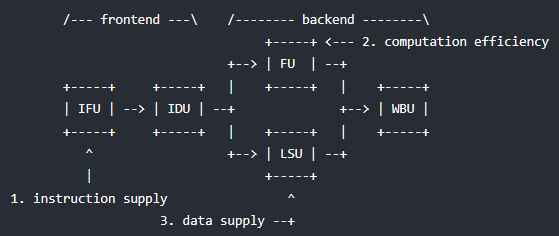 /--- frontend ---\    /-------- backend --------\
                           +-----+ <--- 2. computation efficiency
                      +--> | FU  | --+
+-----+     +-----+   |    +-----+   |     +-----+
| IFU | --> | IDU | --+              +--> | WBU |
+-----+     +-----+   |    +-----+   |     +-----+
   ^                  +--> | LSU | --+
   |                       +-----+
1. instruction supply         ^
             3. data supply --+